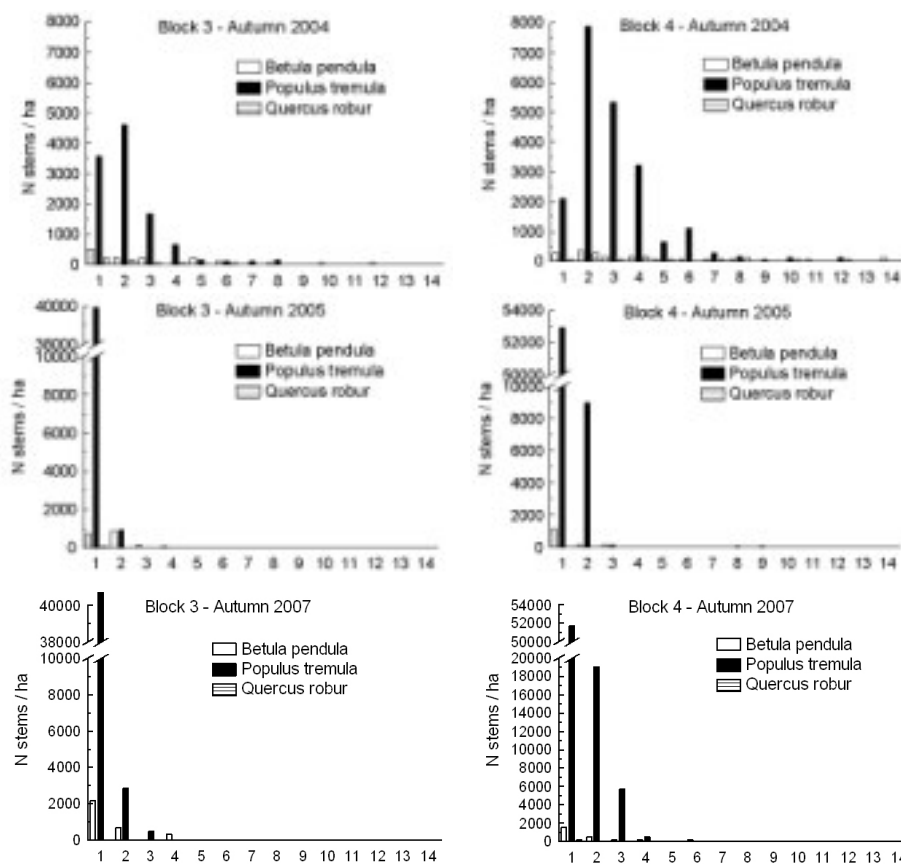 Block 3 - Autumn 2004
Betula pendula
Populus tremula
Quercus robur
N stems / ha
8000
7000
6000
5000
4000
3000
2000
1000
0
1 2 3 4 5 6 7 8 9 10 11 12 13 14
Block 4 - Autumn 2004
Betula pendula
Populus tremula
Quercus robur
N stems / ha
8000
7000
6000
5000
4000
3000
2000
1000
0
1 2 3 4 5 6 7 8 9 10 11 12 13 14
Block 3 - Autumn 2005
Betula pendula
Populus tremula
Quercus robur
N stems / ha
40000
10000
8000
6000
4000
2000
0
1 2 3 4 5 6 7 8 9 10 11 12 13 14
Block 4 - Autumn 2005
Betula pendula
Populus tremula
Quercus robur
N stems / ha
54000
52000
50000
10000
8000
6000
4000
2000
0
1 2 3 4 5 6 7 8 9 10 11 12 13 14
Block 3 - Autumn 2007
Betula pendula
Populus tremula
Quercus robur
N stems / ha
40000
38000
10000
8000
6000
4000
2000
0
1 2 3 4 5 6 7 8 9 10 11 12 13 14
Block 4 - Autumn 2007
Betula pendula
Populus tremula
Quercus robur
N stems / ha
54000
52000
50000
20000
18000
16000
14000
12000
10000
8000
6000
4000
2000
0
1 2 3 4 5 6 7 8 9 10 11 12 13 14